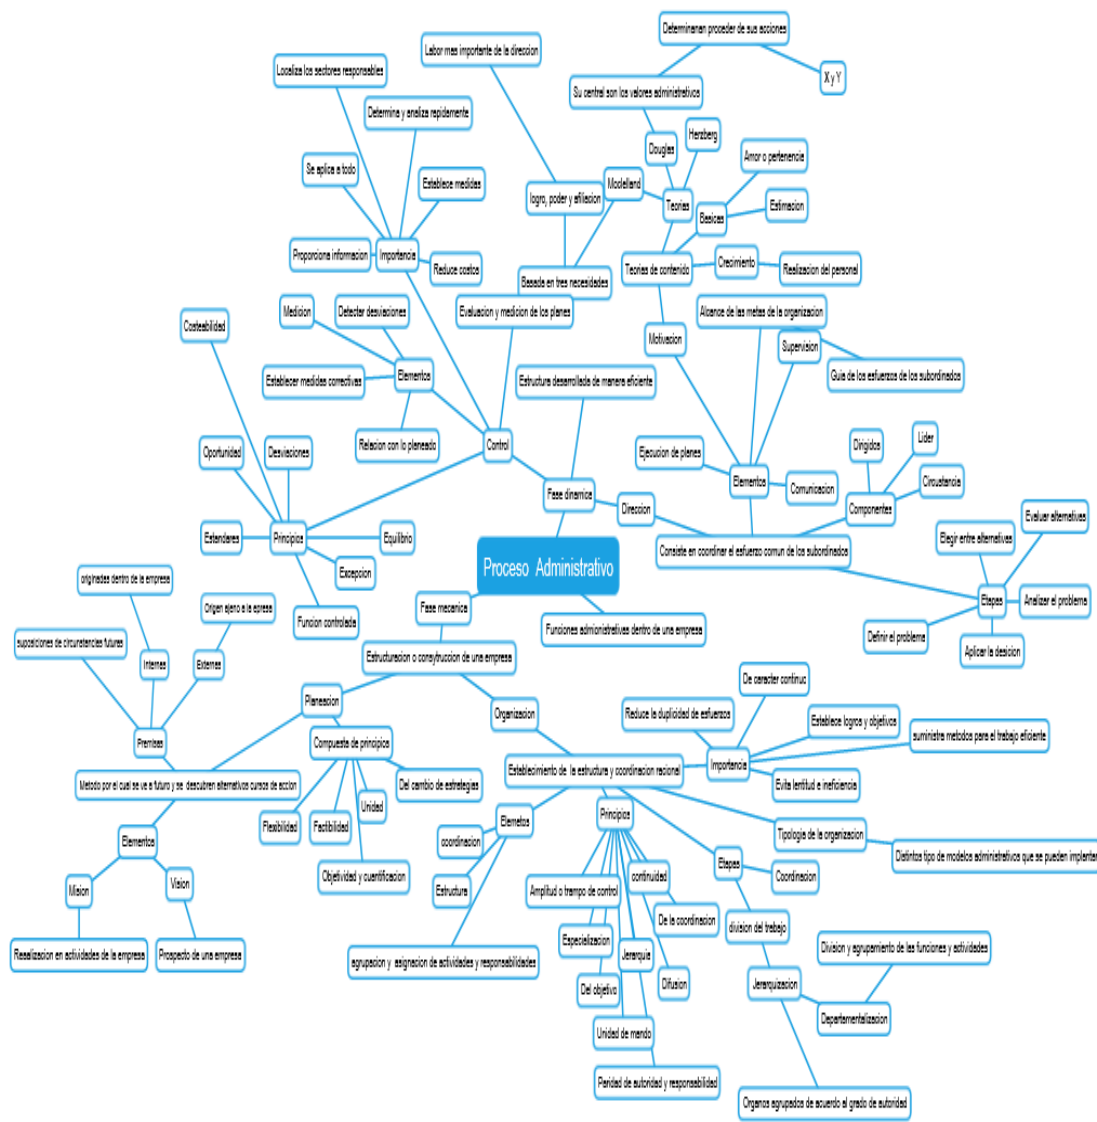 Determinanan proceder de sus acciones
Labor mas importante de la direccion
Localiza los sectores responsables
X y Y
Su central son los valores administrativos
Determina y analiza rapidamente
Herzberg
Douglas
Amor o pertenencia
Se aplica a todo
Establece medidas
Mcclelland
logro, poder y afiliacion
Teorias
Estimacion
Basicas
Proporciona informacion
Importancia
Reduce costos
Teorias de contenido
Crecimiento
Realizacion del personal
Basada en tres necesidades
Medicion
Detectar desviaciones
Evaluacion y medicion de los planes
Alcance de las metas de la organizacion
Costeabilidad
Motivacion
Supervision
Establecer medidas correctivas
Elementos
Estructura desarrollada de manera eficiente
Guia de los esfuerzos de los subordinados
Relacion con lo planeado
Control
Oportunidad
Desviaciones
Ejecucion de planes
Dirigidos
Lider
Elementos
Comunicacion
Circustancia
Fase dinamica
Direccion
Componentes
Evaluar alternativas
Estandares
Principios
Equilibrio
Elegir entre alternativas
Consiste en coordinar el esfuerzo comun de los subordinados
Excepcion
Proceso Administrativo
originadas dentro de la empresa
Etapas
Analizar el problema
Origen ajeno a la epresa
Fase mecanica
Funcion controlada
Funciones admionistrativas dentro de una empresa
Definir el problema
suposiciones de circunstancias futuras
Internas
Externas
Estructuracion o consytruccion de una empresa
Aplicar la desicion
De caracter continuo
Planeacion
Organizacion
Reduce la duplicidad de esfuerzos
Establece logros y objetivos
Premisas
Compuesta de principios
suministra metodos para el trabajo eficiente
Importancia
Establecimiento de la estructura y coordinacion racional
Metodo por el cual se ve a futuro y se descubren alternativos cursos de accion
Del cambio de estrategias
Evita lentitud e ineficiencia
Unidad
Flexibilidad
Factibilidad
Elemetos
Principios
Tipologia de la organizacion
Elementos
coordinacion
Distintos tipo de modelos administrativos que se pueden implantar
Etapas
Objetividad y cuantificacion
continuidad
Coordinacion
Mision
Vision
Estructura
Amplitud o trampo de control
De la coordinacion
division del trabajo
Especializacion
Reaalizacion en actividades de la empresa
Prospecto de una empresa
agrupacion y asignacion de actividades y responsabilidades
Jerarquia
Division y agrupamiento de las funciones y actividades
Del objetivo
Difusion
Jerarquizacion
Unidad de mando
Departamentalizacion
Paridad de autoridad y responsabilidad
Organos agrupados de acuerdo al grado de autoridad